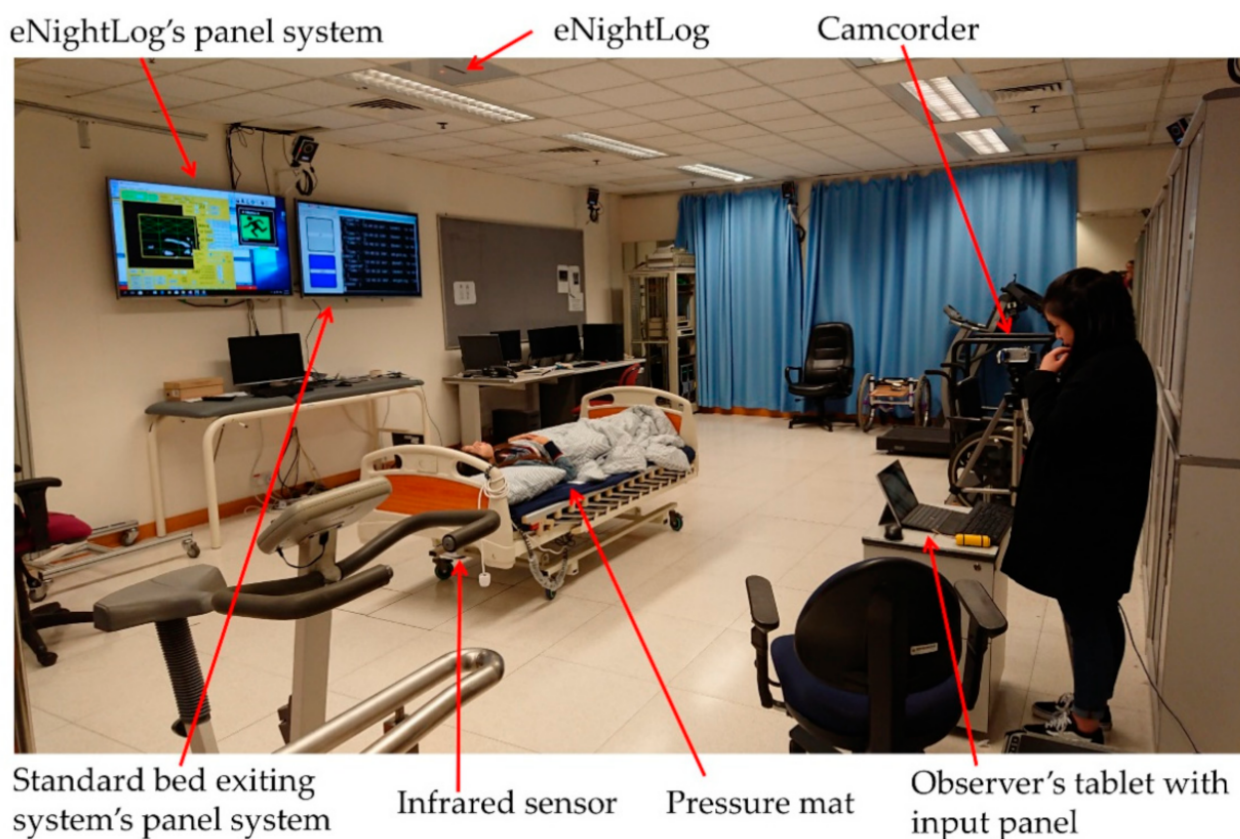 eNightLog's panel system
eNightLog
Camcorder
Standard bed exiting
system's panel system
Infrared sensor
Pressure mat
Observer's tablet with
input panel